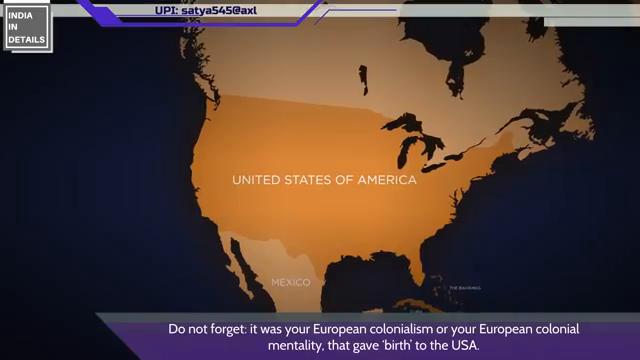 INDIA
IN
DETAILS
UPI: satya545@axl
UNITED STATES OF AMERICA
MEXICO
THE BAHAMAS
Do not forget: it was your European colonialism or your European colonial
mentality, that gave 'birth' to the USA.